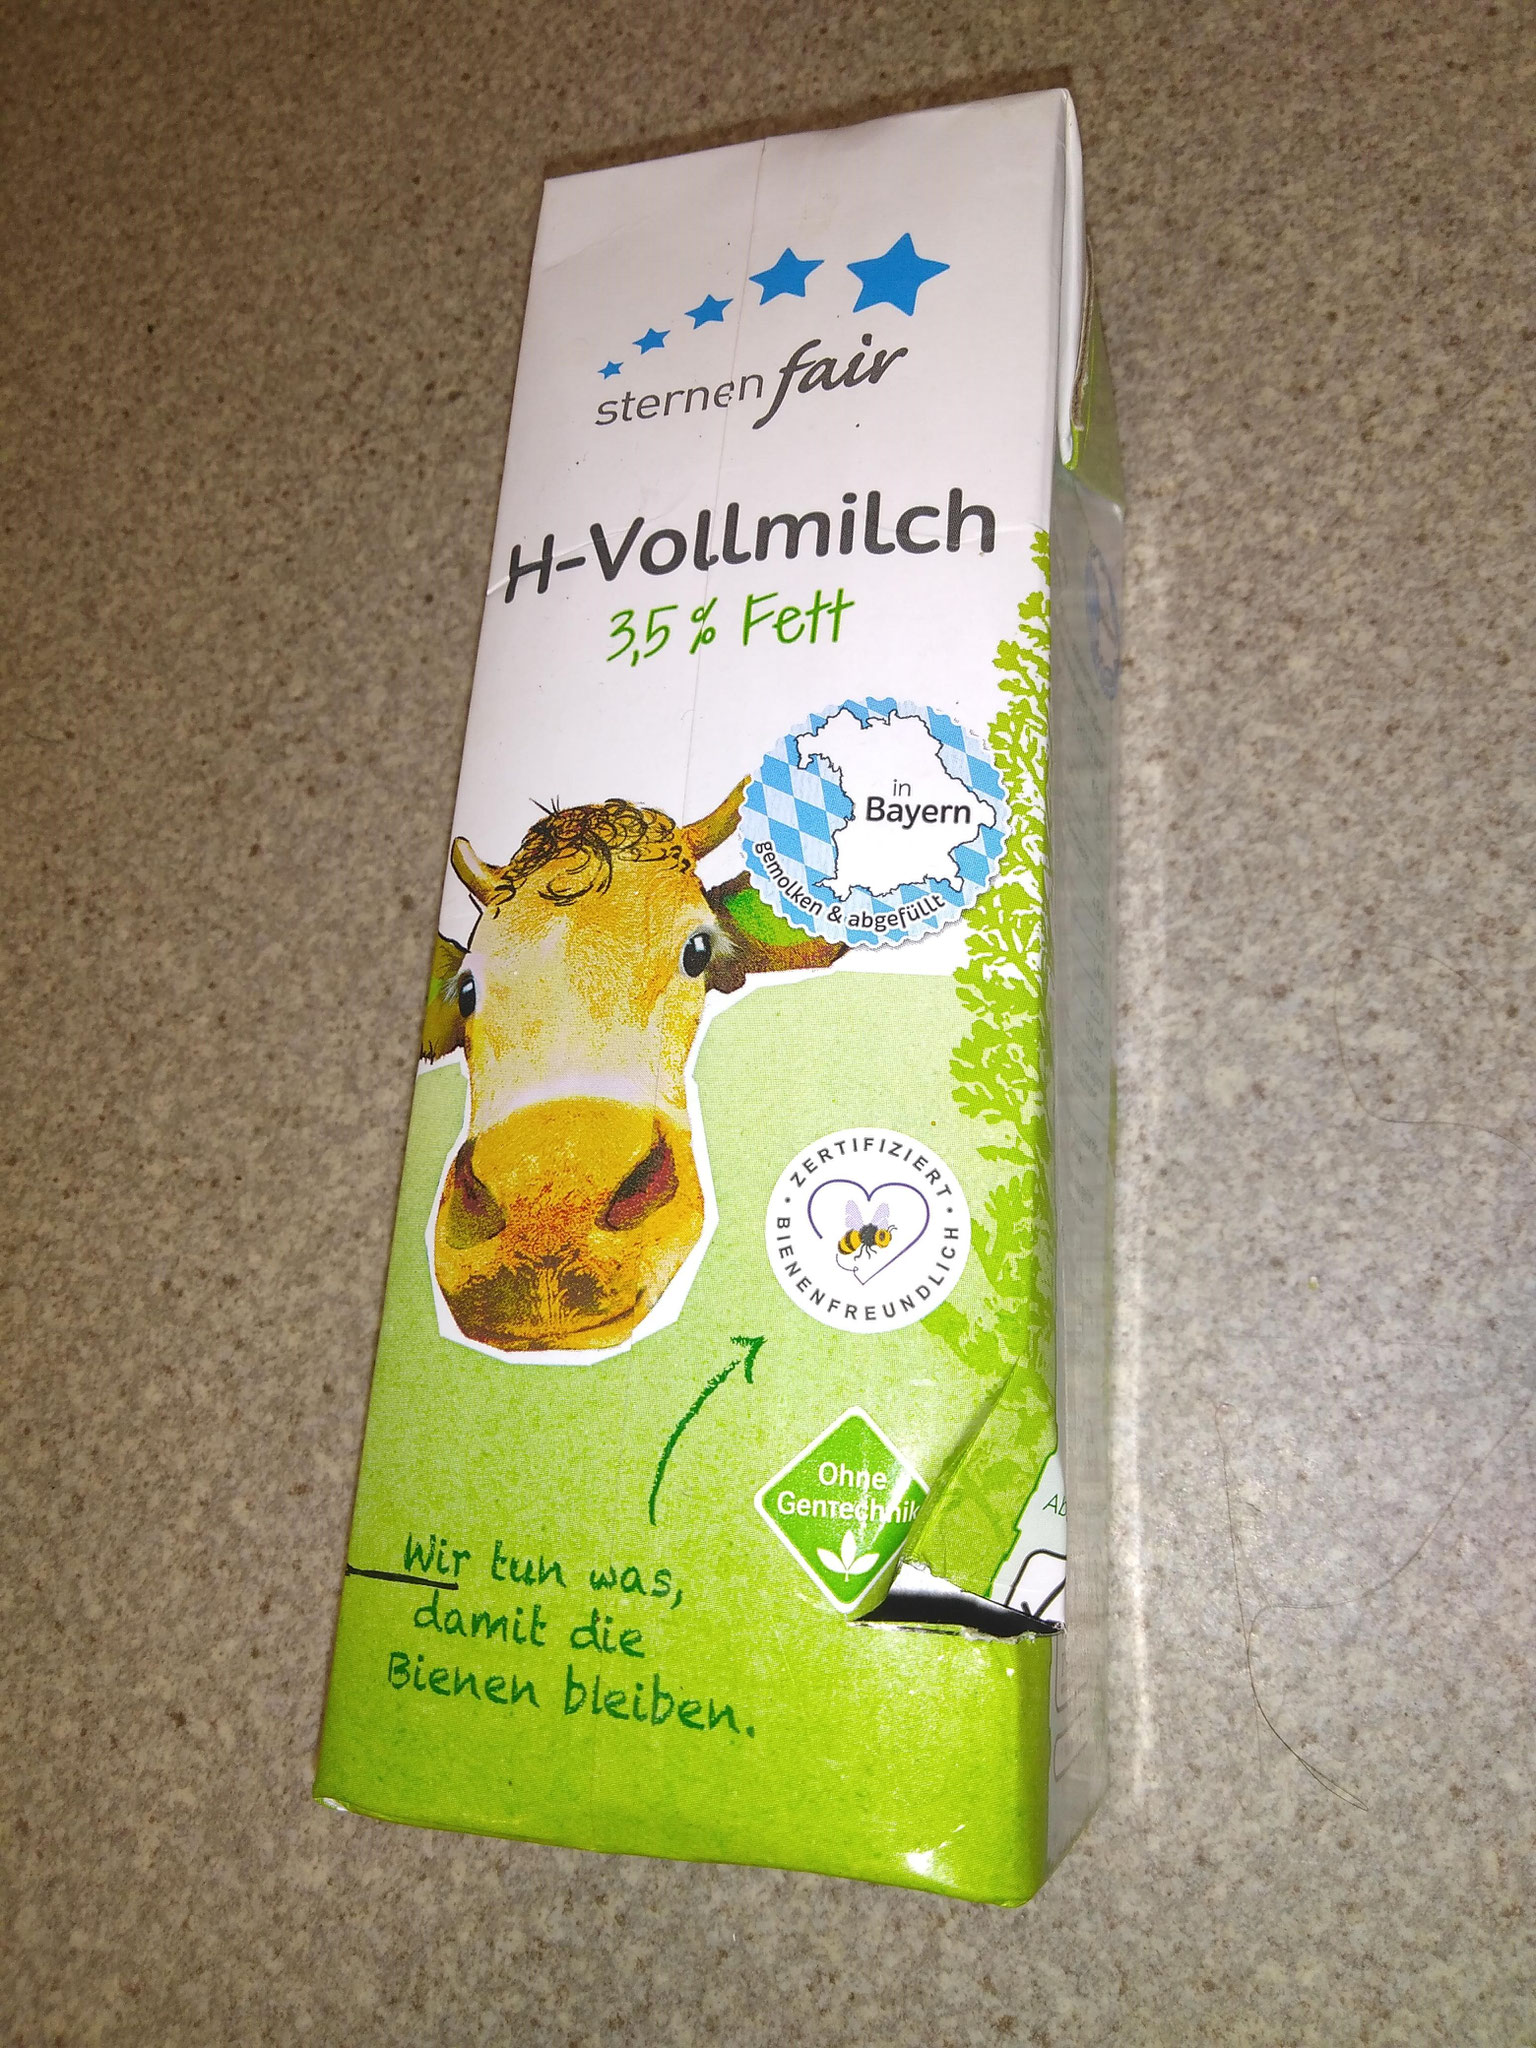 sternenfair
H-Vollmilch
3,5 % Fett
in
Bayern
gemolken & abgefüllt
ZERTIFIZIERT
BIENENFREUNDLICH
Ohne
Gentechnik
Wir tun was,
damit die
Bienen bleiben.